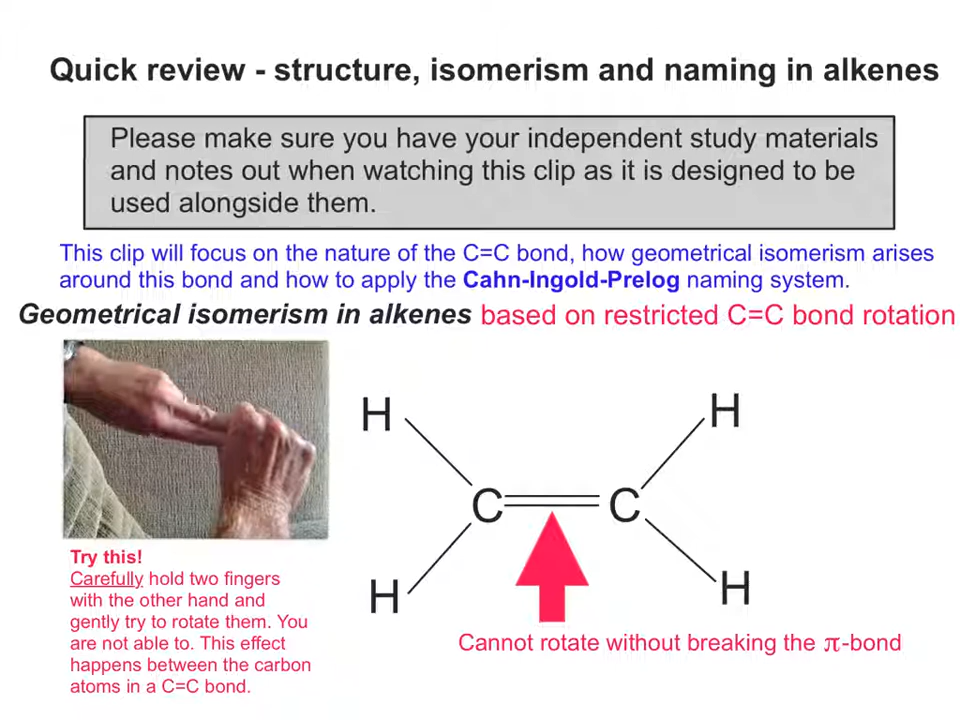 Quick review - structure, isomerism and naming in alkenes
Please make sure you have your independent study materials
and notes out when watching this clip as it is designed to be
used alongside them.
This clip will focus on the nature of the C=C bond, how geometrical isomerism arises
around this bond and how to apply the Cahn-Ingold-Prelog naming system.
Geometrical isomerism in alkenes based on restricted C=C bond rotation
H H
C C
H H
Cannot rotate without breaking the π-bond
Try this!
Carefully hold two fingers
with the other hand and
gently try to rotate them. You
are not able to. This effect
happens between the carbon
atoms in a C=C bond.